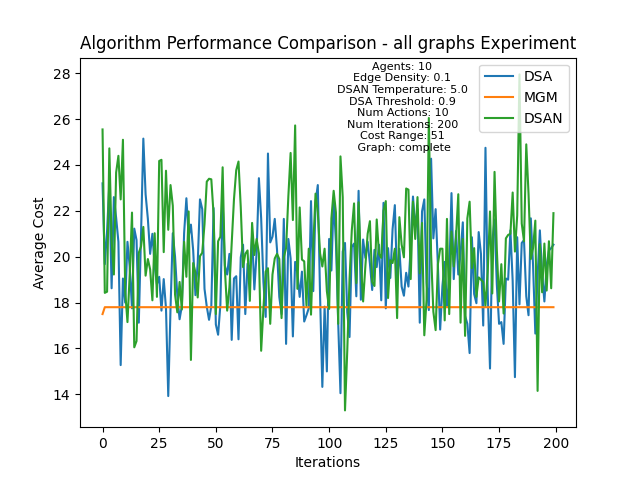 Algorithm Performance Comparison - all graphs Experiment
Agents: 10
Edge Density: 0.1
DSAN Temperature: 5.0
DSA Threshold: 0.9
Num Actions: 10
Num Iterations: 200
Cost Range: 51
Graph: complete
DSA
MGM
DSAN
Average Cost
28
26
24
22
20
18
16
14
0
25
50
75
100
125
150
175
200
Iterations